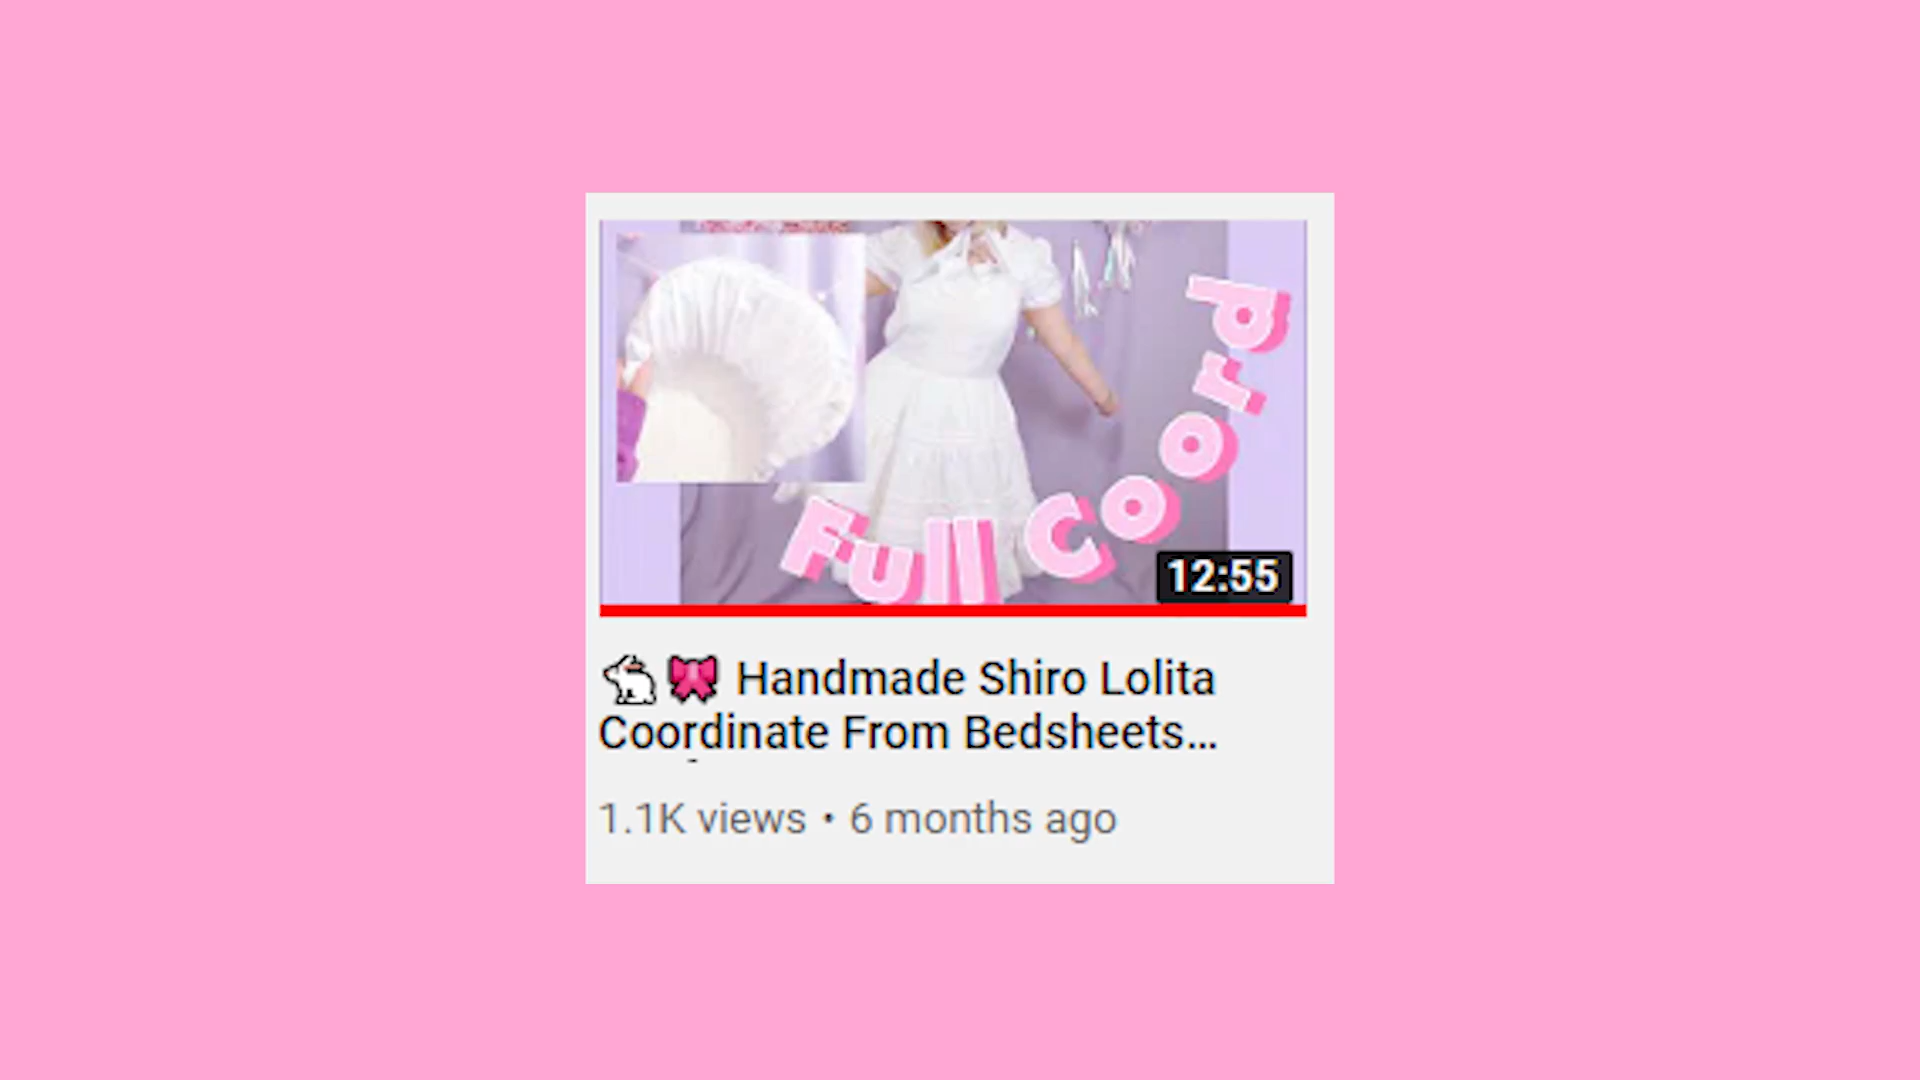 Full Coord
12:55
🐇🎀 Handmade Shiro Lolita
Coordinate From Bedsheets...
1.1K views • 6 months ago